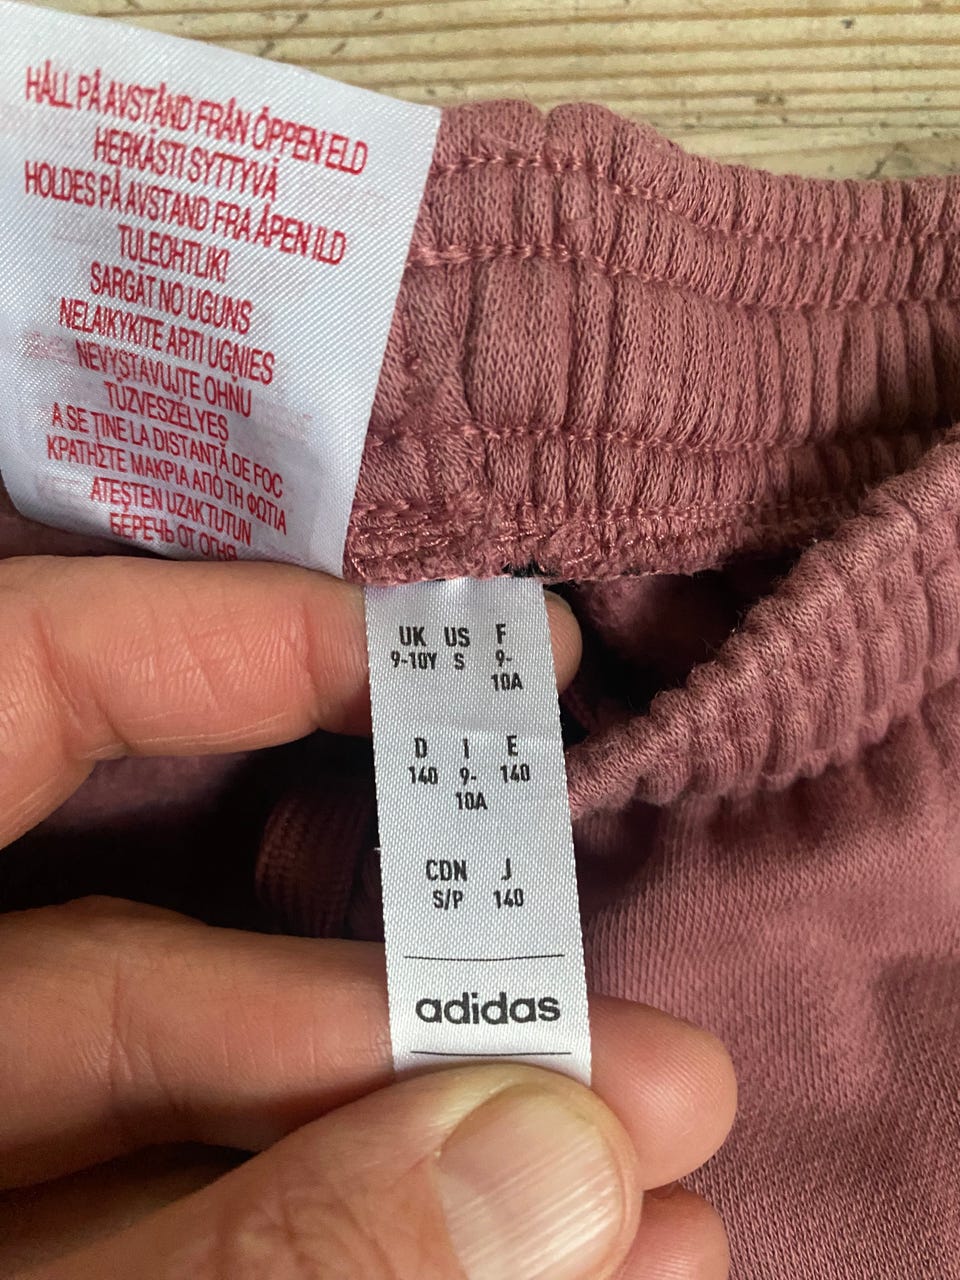 HÅLL PÅ AVSTÅND FRÅN ÖPPEN ELD
HERKÄSTI SYTTYVÄ
HOLDES PÅ AVSTAND FRA ÅPEN ILD
TULEOHTLIK!
SARGĀT NO UGUNS
NELAIKYKITE ARTI UGNIES
NEVYSTAVUJTE OHŇU
TŰZVESZÉLYES
A SE ȚINE LA DISTANȚĂ DE FOC
ΚΡΑΤΗΣΤΕ ΜΑΚΡΙΑ ΑΠΟ ΤΗ ΦΩΤΙΑ
ATEŞTEN UZAK TUTUN
БЕРЕЧЬ ОТ ОГНЯ
UK US F
9-10Y S 9-
10A
D I E
140 9- 140
10A
CDN J
S/P 140
adidas